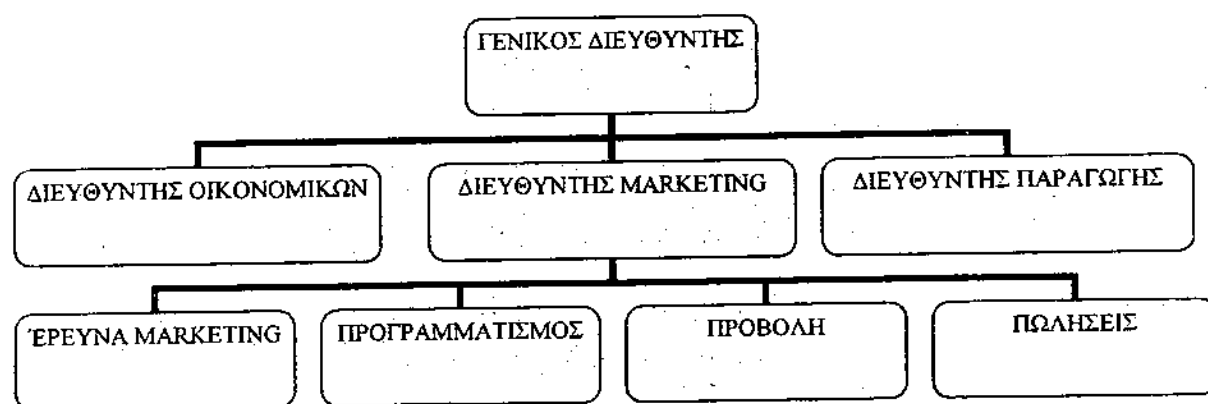 ΓΕΝΙΚΟΣ ΔΙΕΥΘΥΝΤΗΣ
ΔΙΕΥΘΥΝΤΗΣ ΟΙΚΟΝΟΜΙΚΩΝ
ΔΙΕΥΘΥΝΤΗΣ MARKETING
ΔΙΕΥΘΥΝΤΗΣ ΠΑΡΑΓΩΓΗΣ
ΈΡΕΥΝΑ MARKETING
ΠΡΟΓΡΑΜΜΑΤΙΣΜΟΣ
ΠΡΟΒΟΛΗ
ΠΩΛΗΣΕΙΣ